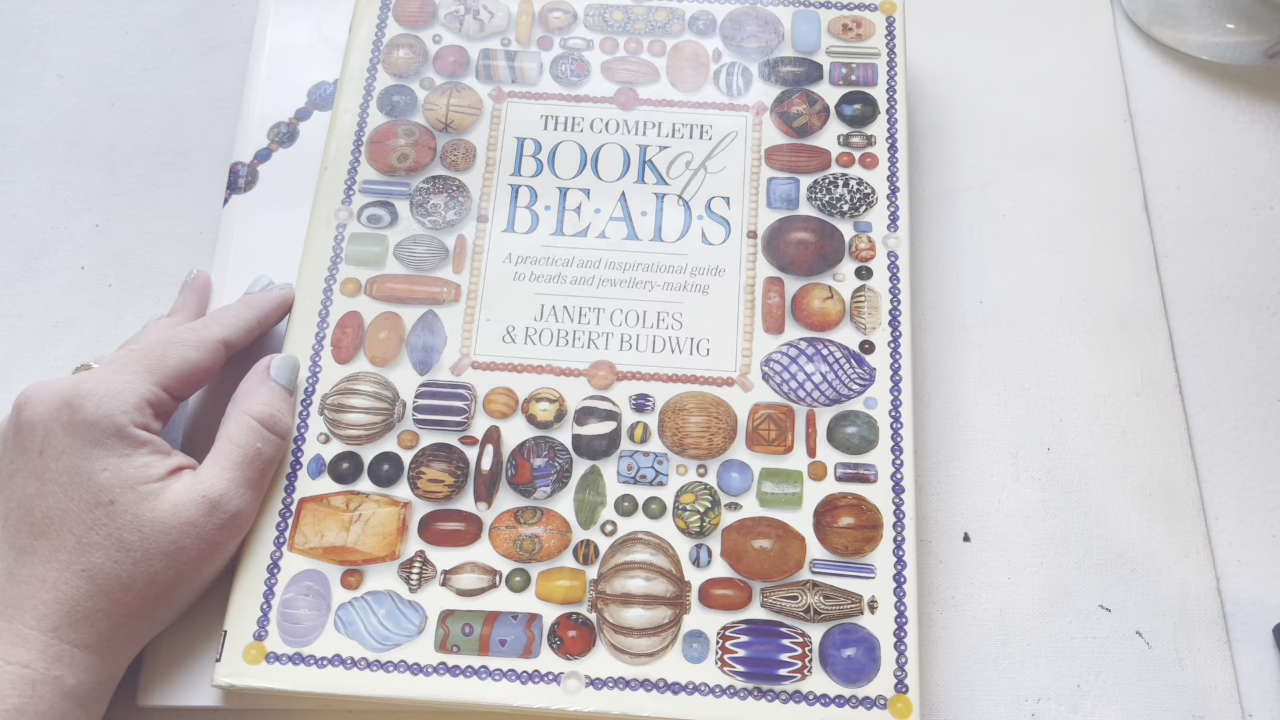 THE COMPLETE
BOOK of
B·E·A·D·S
A practical and inspirational guide
to beads and jewellery-making
JANET COLES
& ROBERT BUDWIG